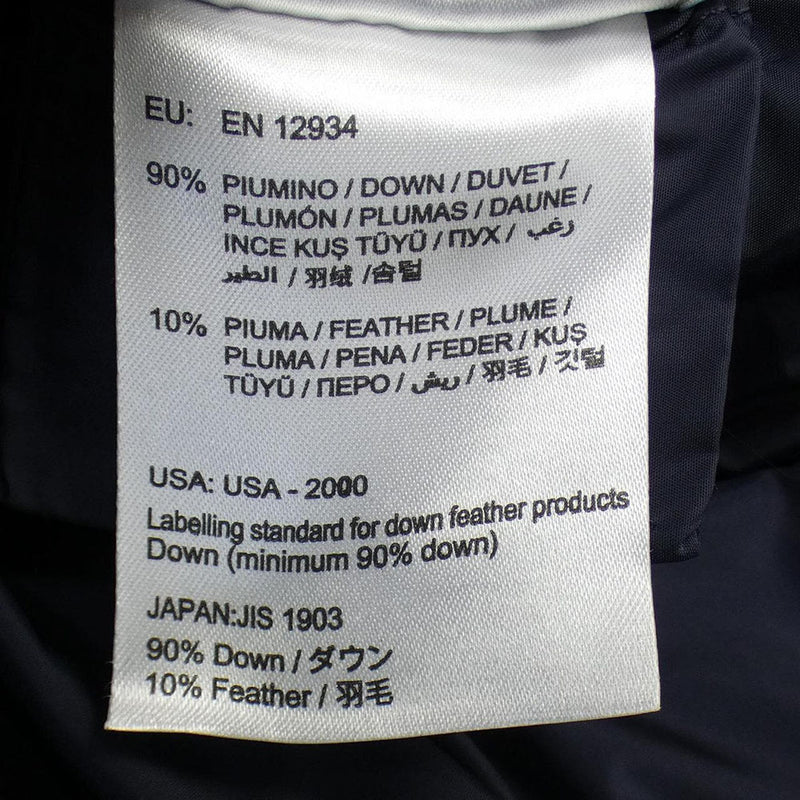 EU: EN 12934
90% PIUMINO / DOWN / DUVET /
PLUMÓN / PLUMAS / DAUNE /
INCE KUŞ TÜYÜ / ПУХ / زغب
الطير / 羽绒 /솜털
10% PIUMA / FEATHER / PLUME /
PLUMA / PENA / FEDER / KUŞ
TÜYÜ / ПЕРО / ريش / 羽毛 / 깃털
USA: USA - 2000
Labelling standard for down feather products
Down (minimum 90% down)
JAPAN:JIS 1903
90% Down / ダウン
10% Feather / 羽毛